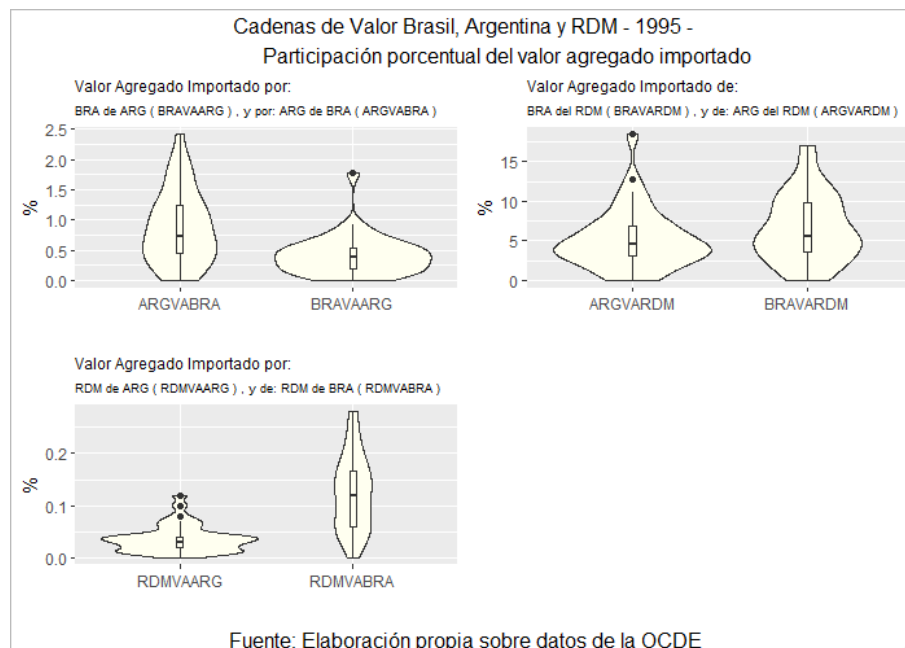 Cadenas de Valor Brasil, Argentina y RDM - 1995 -
Participación porcentual del valor agregado importado
Valor Agregado Importado por:
BRA de ARG ( BRAVAARG ) , y por: ARG de BRA ( ARGVABRA )
%
2.5
2.0
1.5
1.0
0.5
0.0
ARGVABRA BRAVAARG
Valor Agregado Importado de:
BRA del RDM ( BRAVARDM ) , y de: ARG del RDM ( ARGVARDM )
%
15
10
5
0
ARGVARDM BRAVARDM
Valor Agregado Importado por:
RDM de ARG ( RDMVAARG ) , y de: RDM de BRA ( RDMVABRA )
%
0.2
0.1
0.0
RDMVAARG RDMVABRA
Fuente: Elaboración propia sobre datos de la OCDE